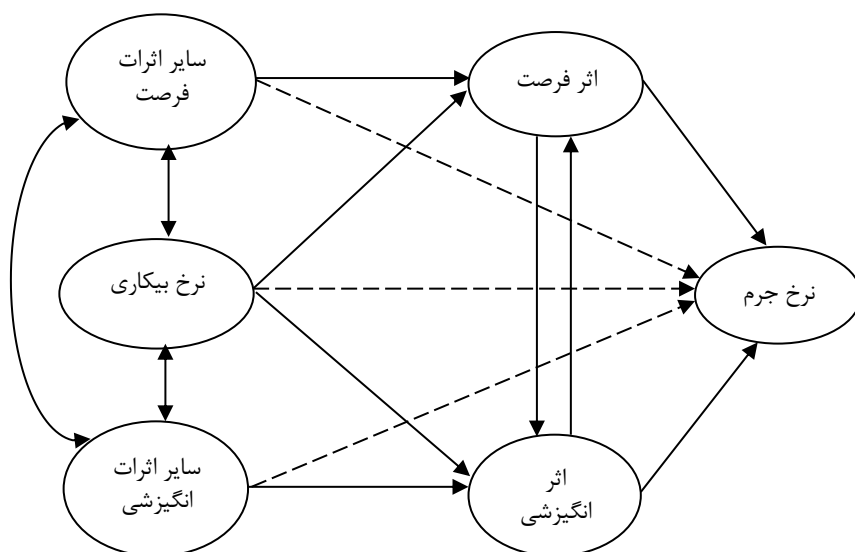 سایر اثرات
فرصت
اثر فرصت
نرخ بیکاری
نرخ جرم
سایر اثرات
انگیزشی
اثر
انگیزشی